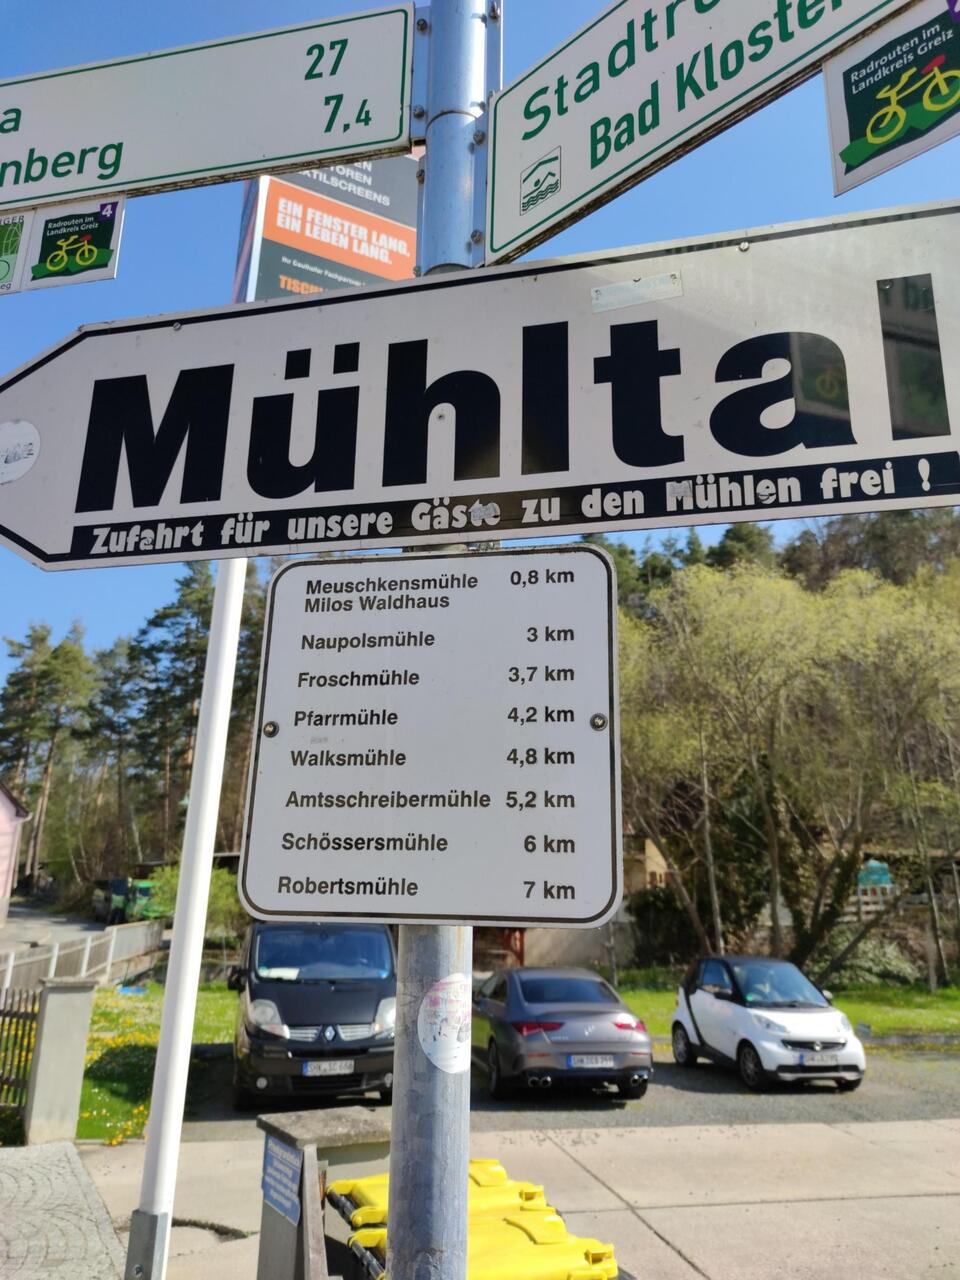 27
7,4
Radrouten im
Landkreis Greiz
4
Bad
Radrouten im
Landkreis Greiz
EIN FENSTER LANG,
EIN LEBEN LANG.
Mühltal
Zufahrt für unsere Gäste zu den Mühlen frei !
Meuschkensmühle 0,8 km
Milos Waldhaus
Naupolsmühle 3 km
Froschmühle 3,7 km
Pfarrmühle 4,2 km
Walksmühle 4,8 km
Amtsschreibermühle 5,2 km
Schössersmühle 6 km
Robertsmühle 7 km